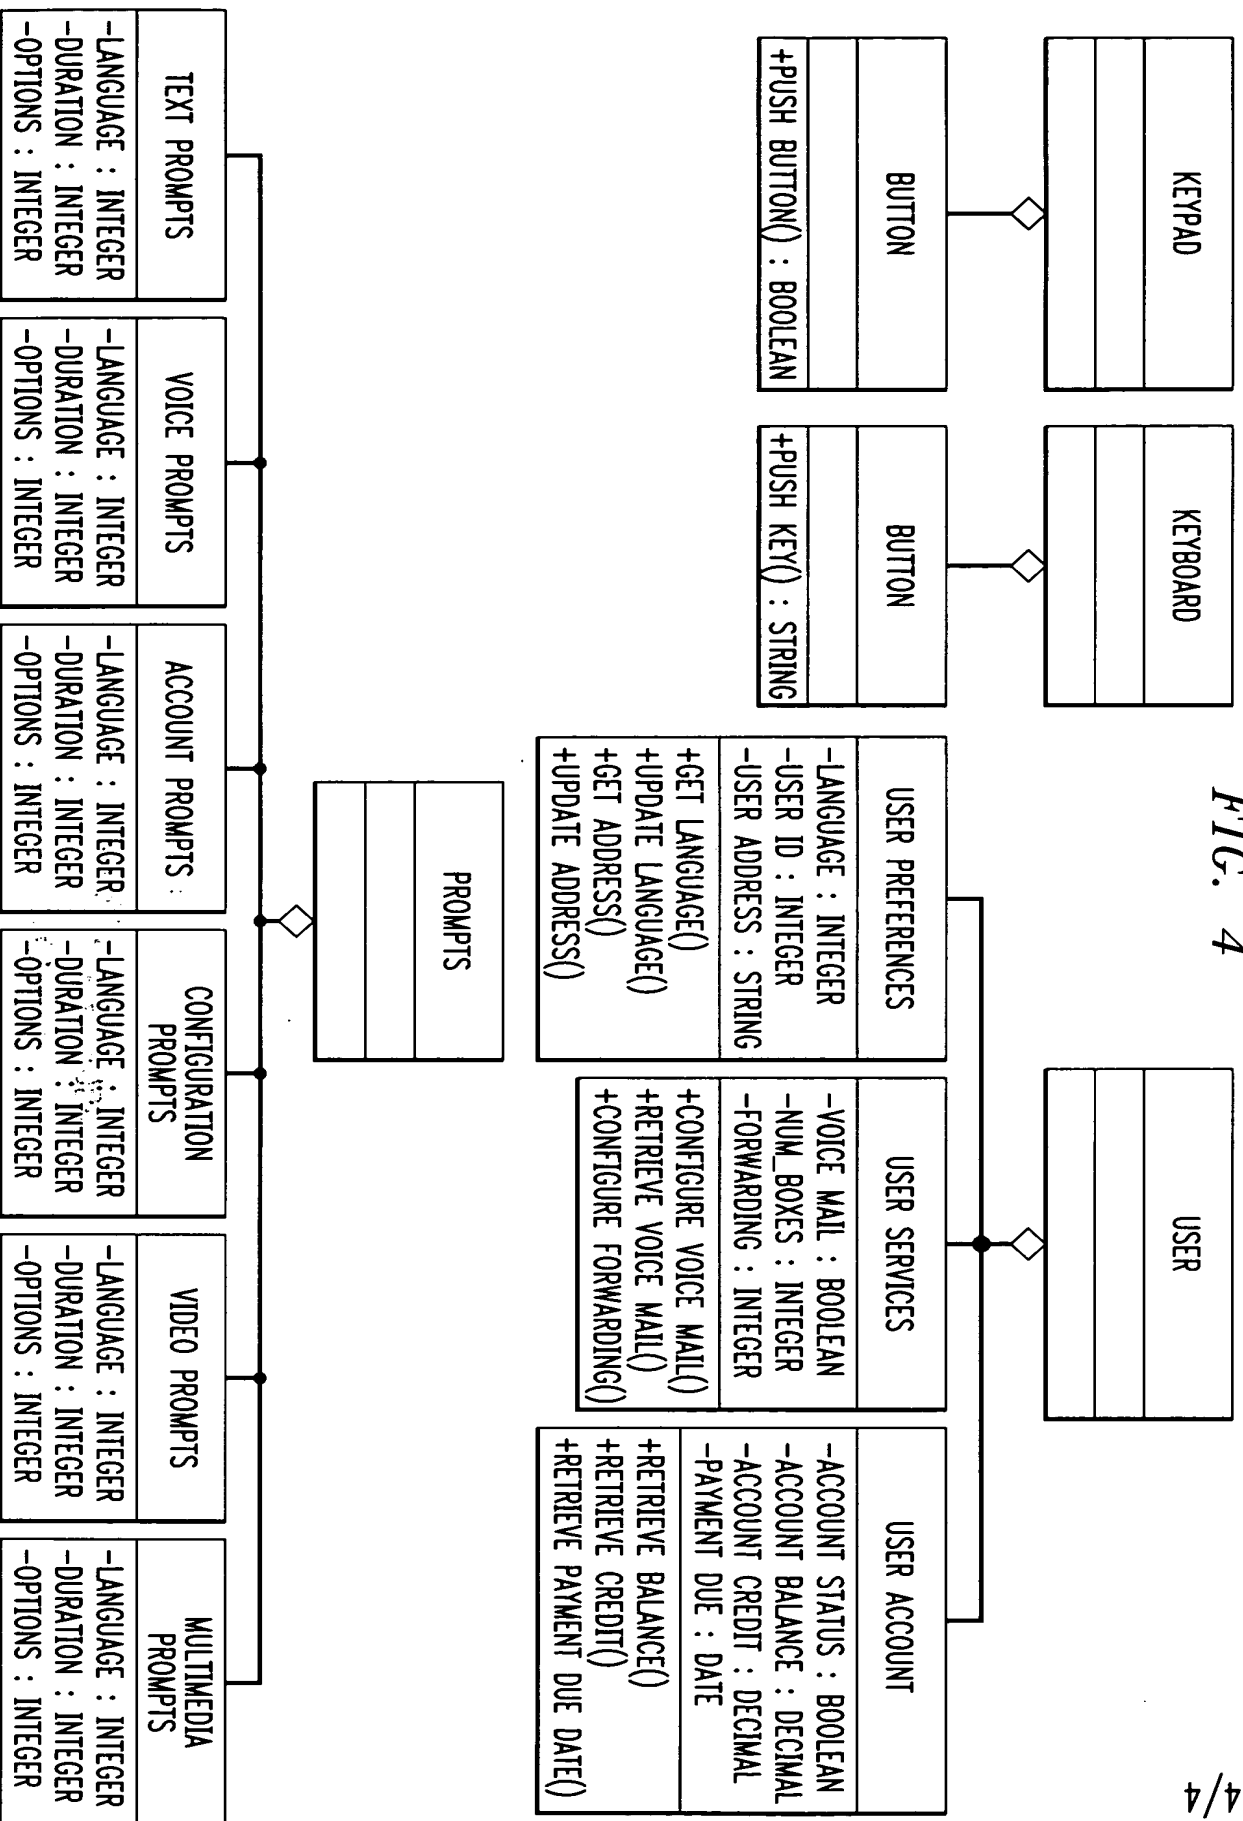 4/4
FIG. 4
KEYPAD
KEYBOARD
USER
BUTTON
+PUSH BUTTON() : BOOLEAN
BUTTON
+PUSH KEY() : STRING
USER PREFERENCES
-LANGUAGE : INTEGER
-USER ID : INTEGER
-USER ADDRESS : STRING
+GET LANGUAGE()
+UPDATE LANGUAGE()
+GET ADDRESS()
+UPDATE ADDRESS()
USER SERVICES
-VOICE MAIL : BOOLEAN
-NUM_BOXES : INTEGER
-FORWARDING : INTEGER
+CONFIGURE VOICE MAIL()
+RETRIEVE VOICE MAIL()
+CONFIGURE FORWARDING()
USER ACCOUNT
-ACCOUNT STATUS : BOOLEAN
-ACCOUNT BALANCE : DECIMAL
-ACCOUNT CREDIT : DECIMAL
-PAYMENT DUE : DATE
+RETRIEVE BALANCE()
+RETRIEVE CREDIT()
+RETRIEVE PAYMENT DUE DATE()
PROMPTS
TEXT PROMPTS
-LANGUAGE : INTEGER
-DURATION : INTEGER
-OPTIONS : INTEGER
VOICE PROMPTS
-LANGUAGE : INTEGER
-DURATION : INTEGER
-OPTIONS : INTEGER
ACCOUNT PROMPTS
-LANGUAGE : INTEGER
-DURATION : INTEGER
-OPTIONS : INTEGER
CONFIGURATION
PROMPTS
-LANGUAGE : INTEGER
-DURATION : INTEGER
-OPTIONS : INTEGER
VIDEO PROMPTS
-LANGUAGE : INTEGER
-DURATION : INTEGER
-OPTIONS : INTEGER
MULTIMEDIA
PROMPTS
-LANGUAGE : INTEGER
-DURATION : INTEGER
-OPTIONS : INTEGER